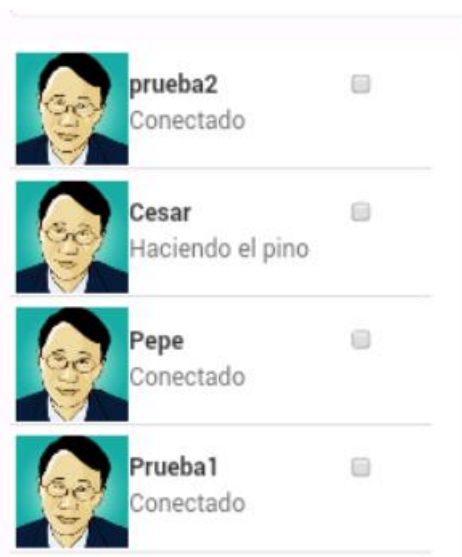 prueba2
Conectado
Cesar
Haciendo el pino
Pepe
Conectado
Prueba1
Conectado